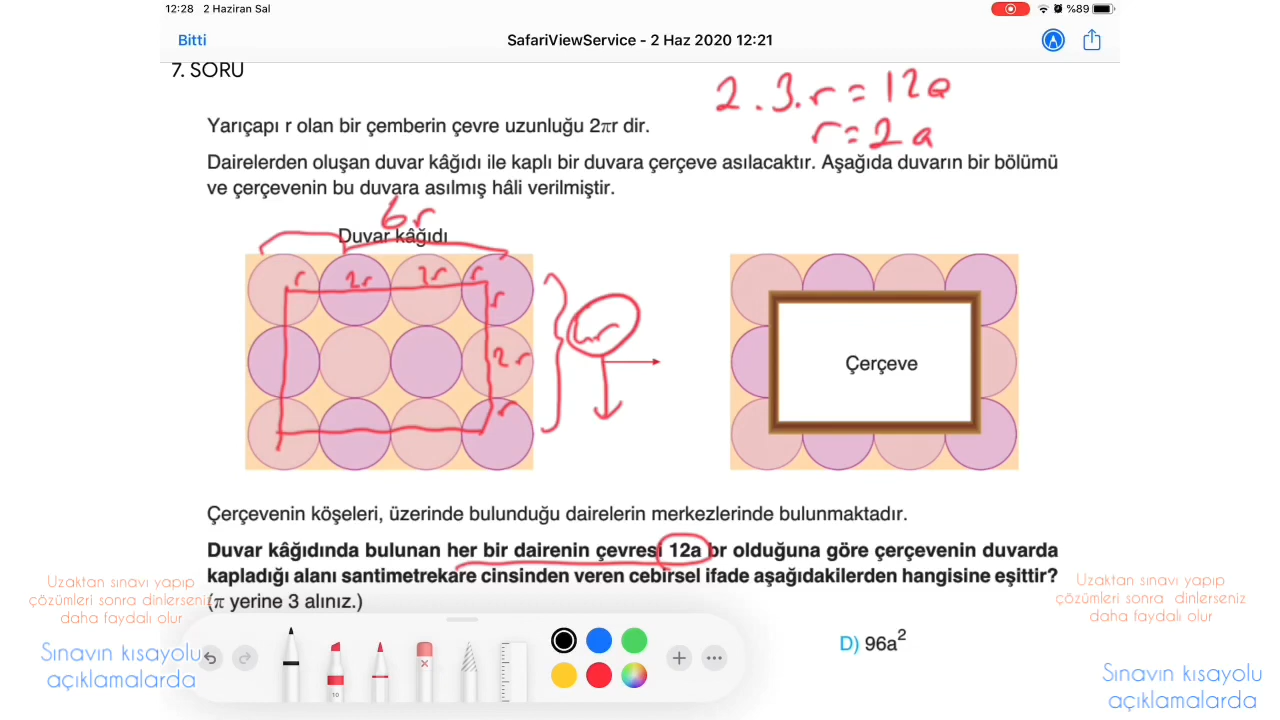 12:28 2 Haziran Sal
%89
Bitti
SafariViewService - 2 Haz 2020 12:21
7. SORU
2.3.r=12a
r=2a
Yarıçapı r olan bir çemberin çevre uzunluğu 2πr dir.
Dairelerden oluşan duvar kâğıdı ile kaplı bir duvara çerçeve asılacaktır. Aşağıda duvarın bir bölümü
ve çerçevenin bu duvara asılmış hâli verilmiştir.
6r
Duvar kâğıdı
r 2r 2r r
r
2r
r
4r
Çerçeve
Çerçevenin köşeleri, üzerinde bulunduğu dairelerin merkezlerinde bulunmaktadır.
Duvar kâğıdında bulunan her bir dairenin çevresi 12a br olduğuna göre çerçevenin duvarda
kapladığı alanı santimetrekare cinsinden veren cebirsel ifade aşağıdakilerden hangisine eşittir?
(π yerine 3 alınız.)
D) 96a²
10
Uzaktan sınavı yapıp
çözümleri sonra dinlerseniz
daha faydalı olur
Sınavın kısayolu
açıklamalarda
Uzaktan sınavı yapıp
çözümleri sonra dinlerseniz
daha faydalı olur
Sınavın kısayolu
açıklamalarda